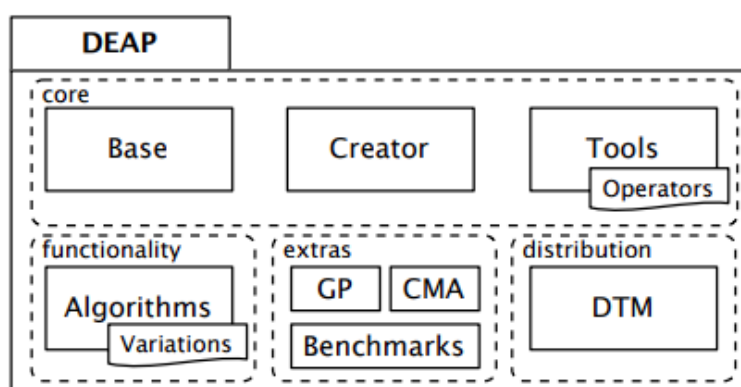 DEAP
core
Base
Creator
Tools
Operators
functionality
Algorithms
Variations
extras
GP
CMA
Benchmarks
distribution
DTM